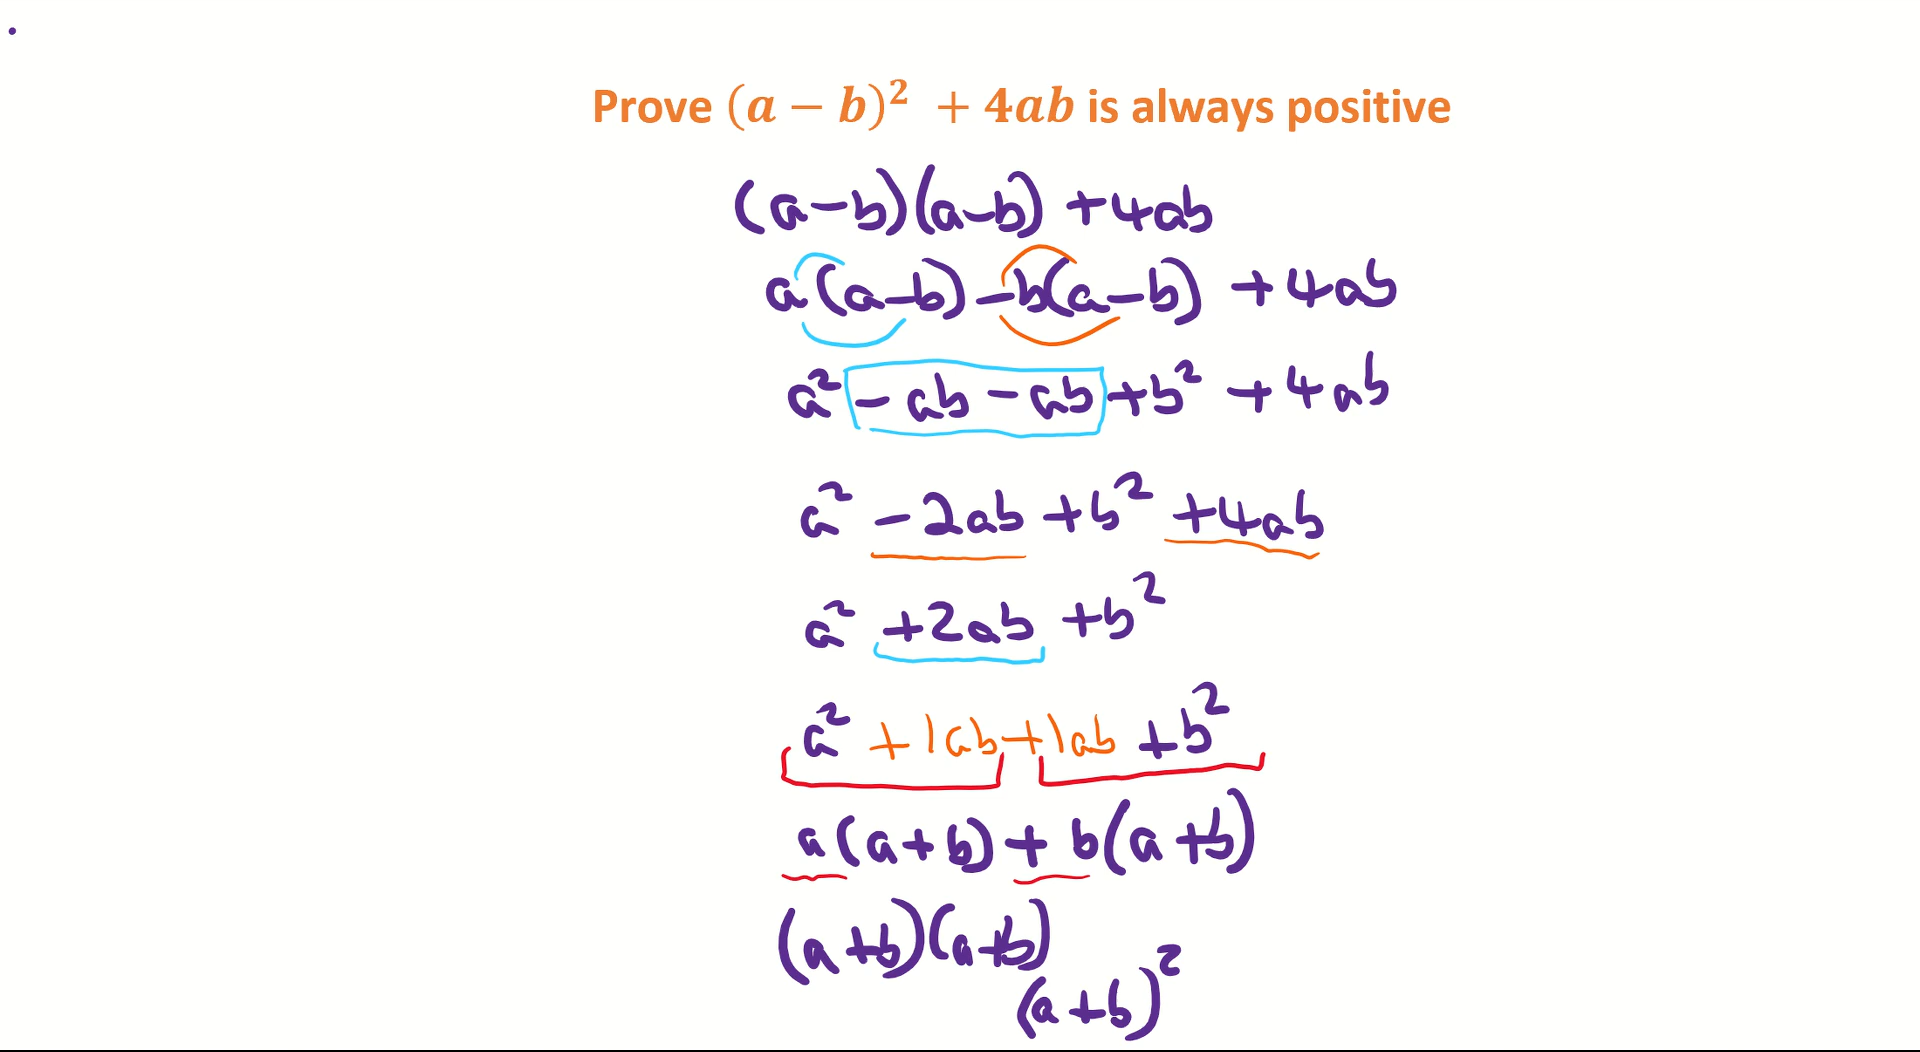 Prove (a − b)² + 4ab is always positive
(a-b)(a-b) +4ab
a(a-b) -b(a-b) +4ab
a² - ab - ab +b² +4ab
a² -2ab +b² +4ab
a² +2ab +b²
a² +1ab+1ab +b²
a(a+b) + b(a+b)
(a+b)(a+b)
(a+b)²